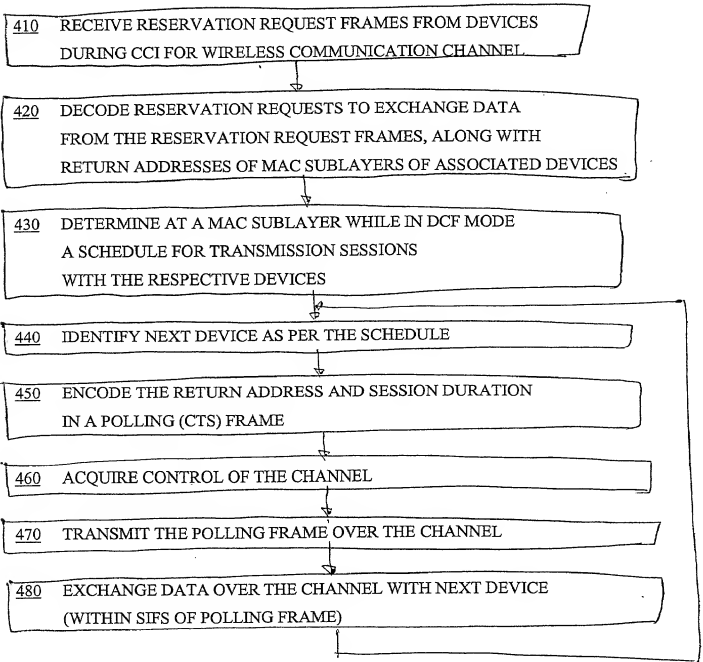 410 RECEIVE RESERVATION REQUEST FRAMES FROM DEVICES
DURING CCI FOR WIRELESS COMMUNICATION CHANNEL
420 DECODE RESERVATION REQUESTS TO EXCHANGE DATA
FROM THE RESERVATION REQUEST FRAMES, ALONG WITH
RETURN ADDRESSES OF MAC SUBLAYERS OF ASSOCIATED DEVICES
430 DETERMINE AT A MAC SUBLAYER WHILE IN DCF MODE
A SCHEDULE FOR TRANSMISSION SESSIONS
WITH THE RESPECTIVE DEVICES
440 IDENTIFY NEXT DEVICE AS PER THE SCHEDULE
450 ENCODE THE RETURN ADDRESS AND SESSION DURATION
IN A POLLING (CTS) FRAME
460 ACQUIRE CONTROL OF THE CHANNEL
470 TRANSMIT THE POLLING FRAME OVER THE CHANNEL
480 EXCHANGE DATA OVER THE CHANNEL WITH NEXT DEVICE
(WITHIN SIFS OF POLLING FRAME)